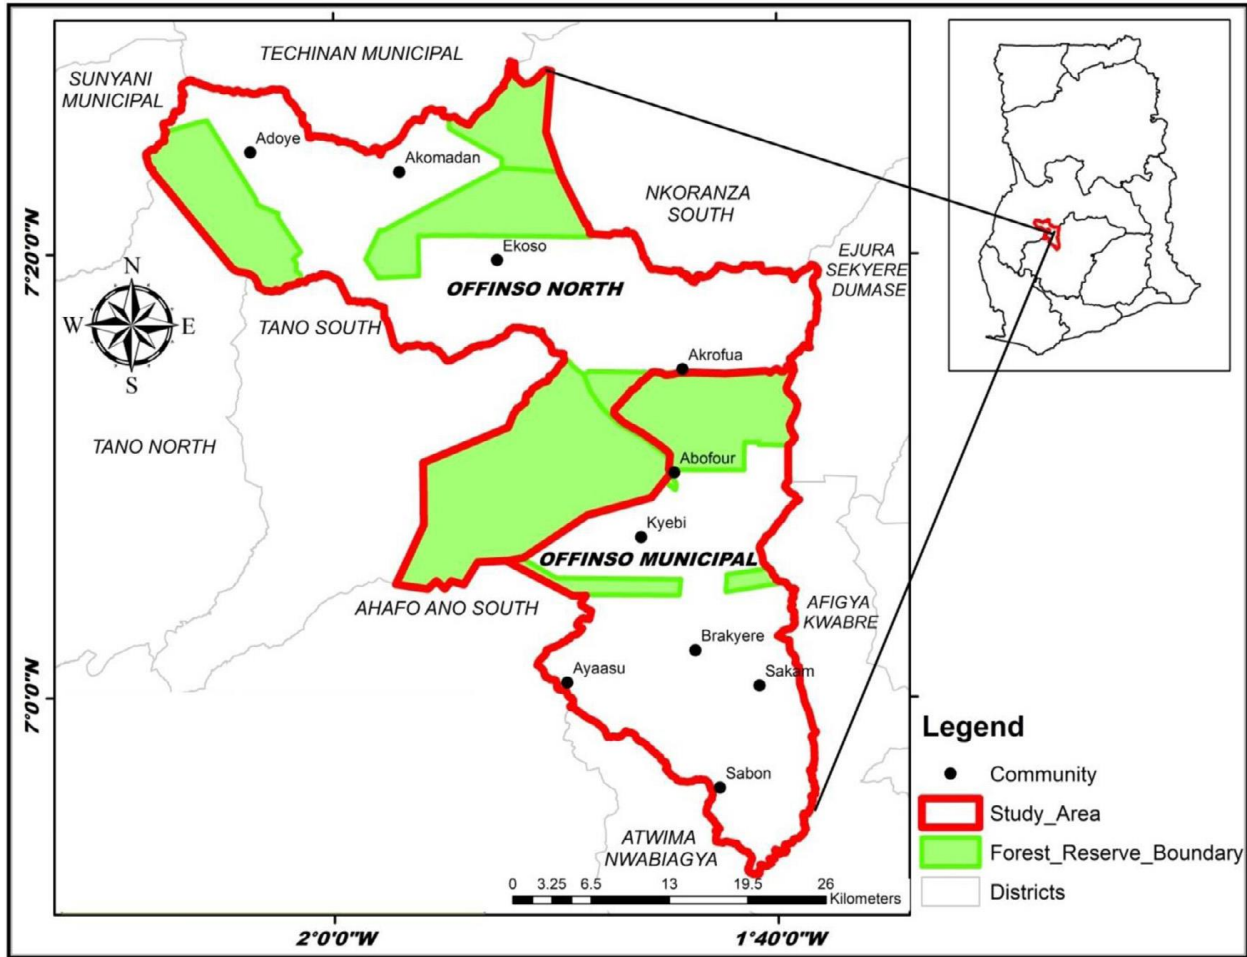 TECHINAN MUNICIPAL
SUNYANI
MUNICIPAL
Adoye
Akomadan
NKORANZA
SOUTH
7°20'0"N
Ekoso
EJURA
SEKYERE
DUMASE
OFFINSO NORTH
N
W
E
S
TANO SOUTH
Akrofua
TANO NORTH
Abofour
Kyebi
OFFINSO MUNICIPAL
AHAFO ANO SOUTH
AFIGYA
KWABRE
Brakyere
Ayaasu
Sakam
7°0'0"N
Sabon
ATWIMA
NWABIAGYA
0 3.25 6.5 13 19.5 26
Kilometers
2°0'0"W
1°40'0"W
Legend
Community
Study_Area
Forest_Reserve_Boundary
Districts